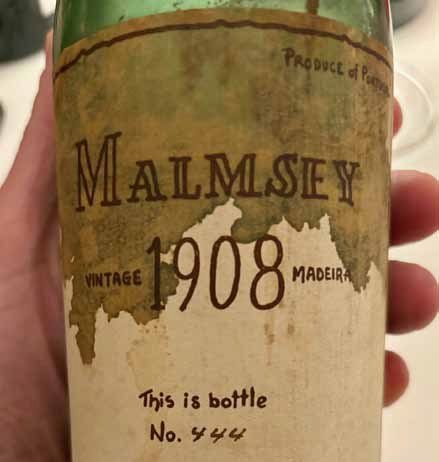 PRODUCE of
MALMSEY
VINTAGE 1908 MADEIRA
This is bottle
No. 444